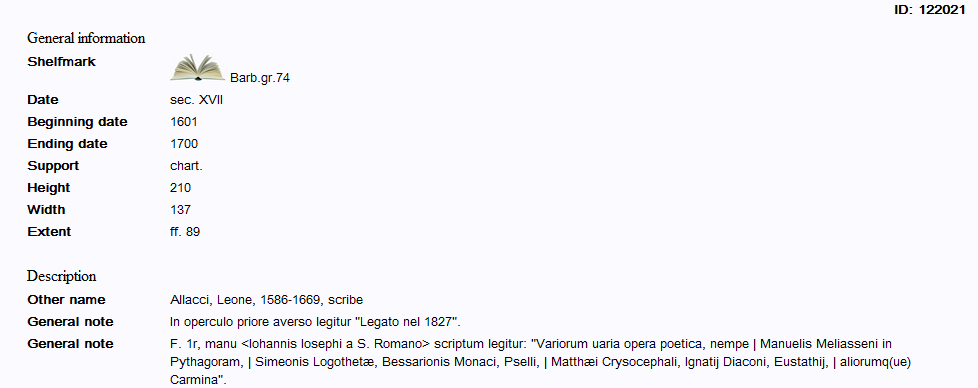 ID: 122021
General information
Shelfmark Barb.gr.74
Date sec. XVII
Beginning date 1601
Ending date 1700
Support chart.
Height 210
Width 137
Extent ff. 89
Description
Other name Allacci, Leone, 1586-1669, scribe
General note In operculo priore averso legitur "Legato nel 1827".
General note F. 1r, manu <Iohannis Iosephi a S. Romano> scriptum legitur: "Variorum uaria opera poetica, nempe | Manuelis Meliasseni in
Pythagoram, | Simeonis Logothetæ, Bessarionis Monaci, Pselli, | Matthæi Crysocephali, Ignatij Diaconi, Eustathij, | aliorumq(ue)
Carmina".